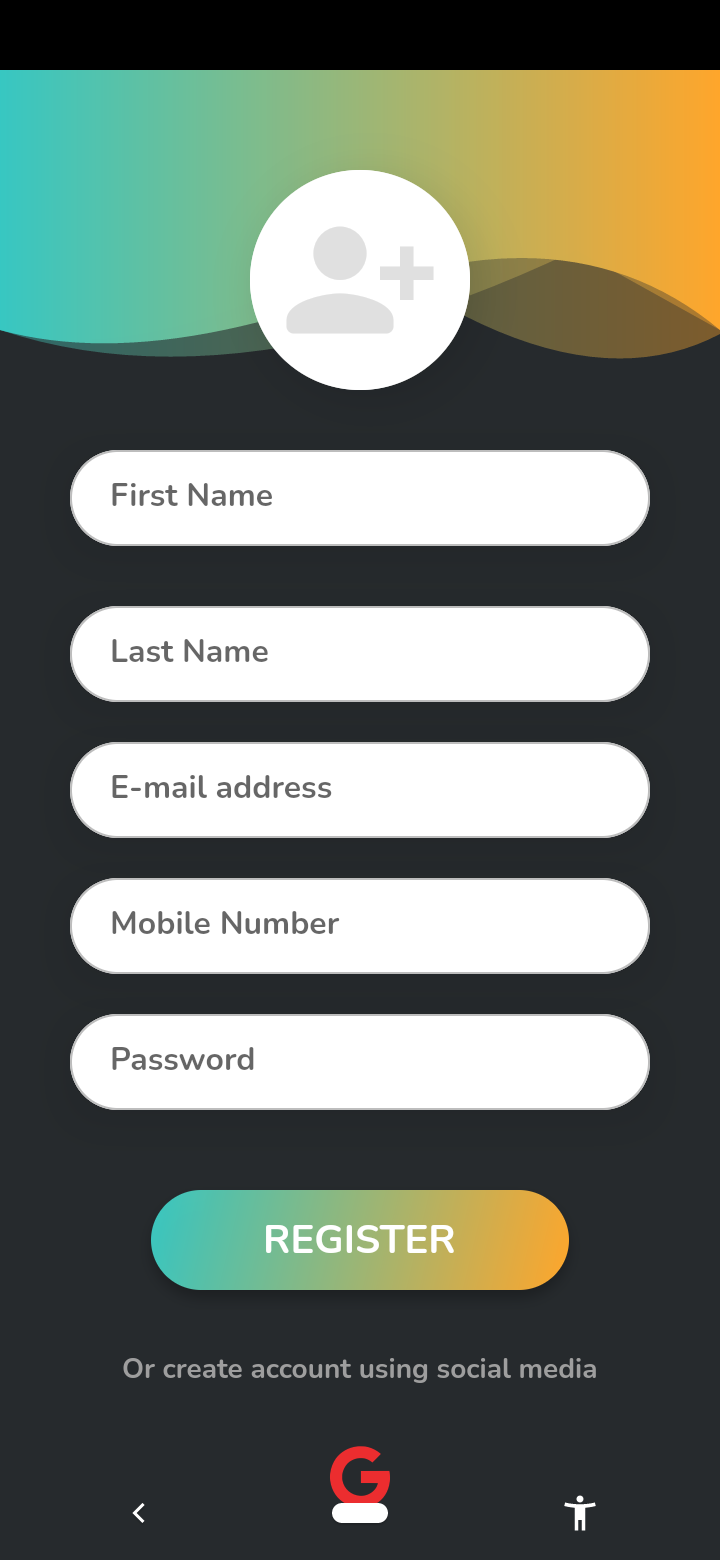 First Name
Last Name
E-mail address
Mobile Number
Password
REGISTER
Or create account using social media
G